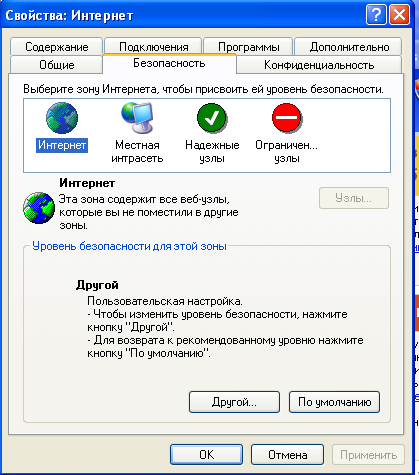 Свойства: Интернет
Содержание Подключения Программы Дополнительно
Общие Безопасность Конфиденциальность
Выберите зону Интернета, чтобы присвоить ей уровень безопасности.
Интернет Местная интрасеть Надежные узлы Ограничен... узлы
Интернет
Эта зона содержит все веб-узлы,
которые вы не поместили в другие
зоны.
Узлы...
Уровень безопасности для этой зоны
Другой
Пользовательская настройка.
- Чтобы изменить уровень безопасности, нажмите
кнопку "Другой".
- Для возврата к рекомендованному уровню нажмите
кнопку "По умолчанию".
Другой... По умолчанию
OK Отмена Применить